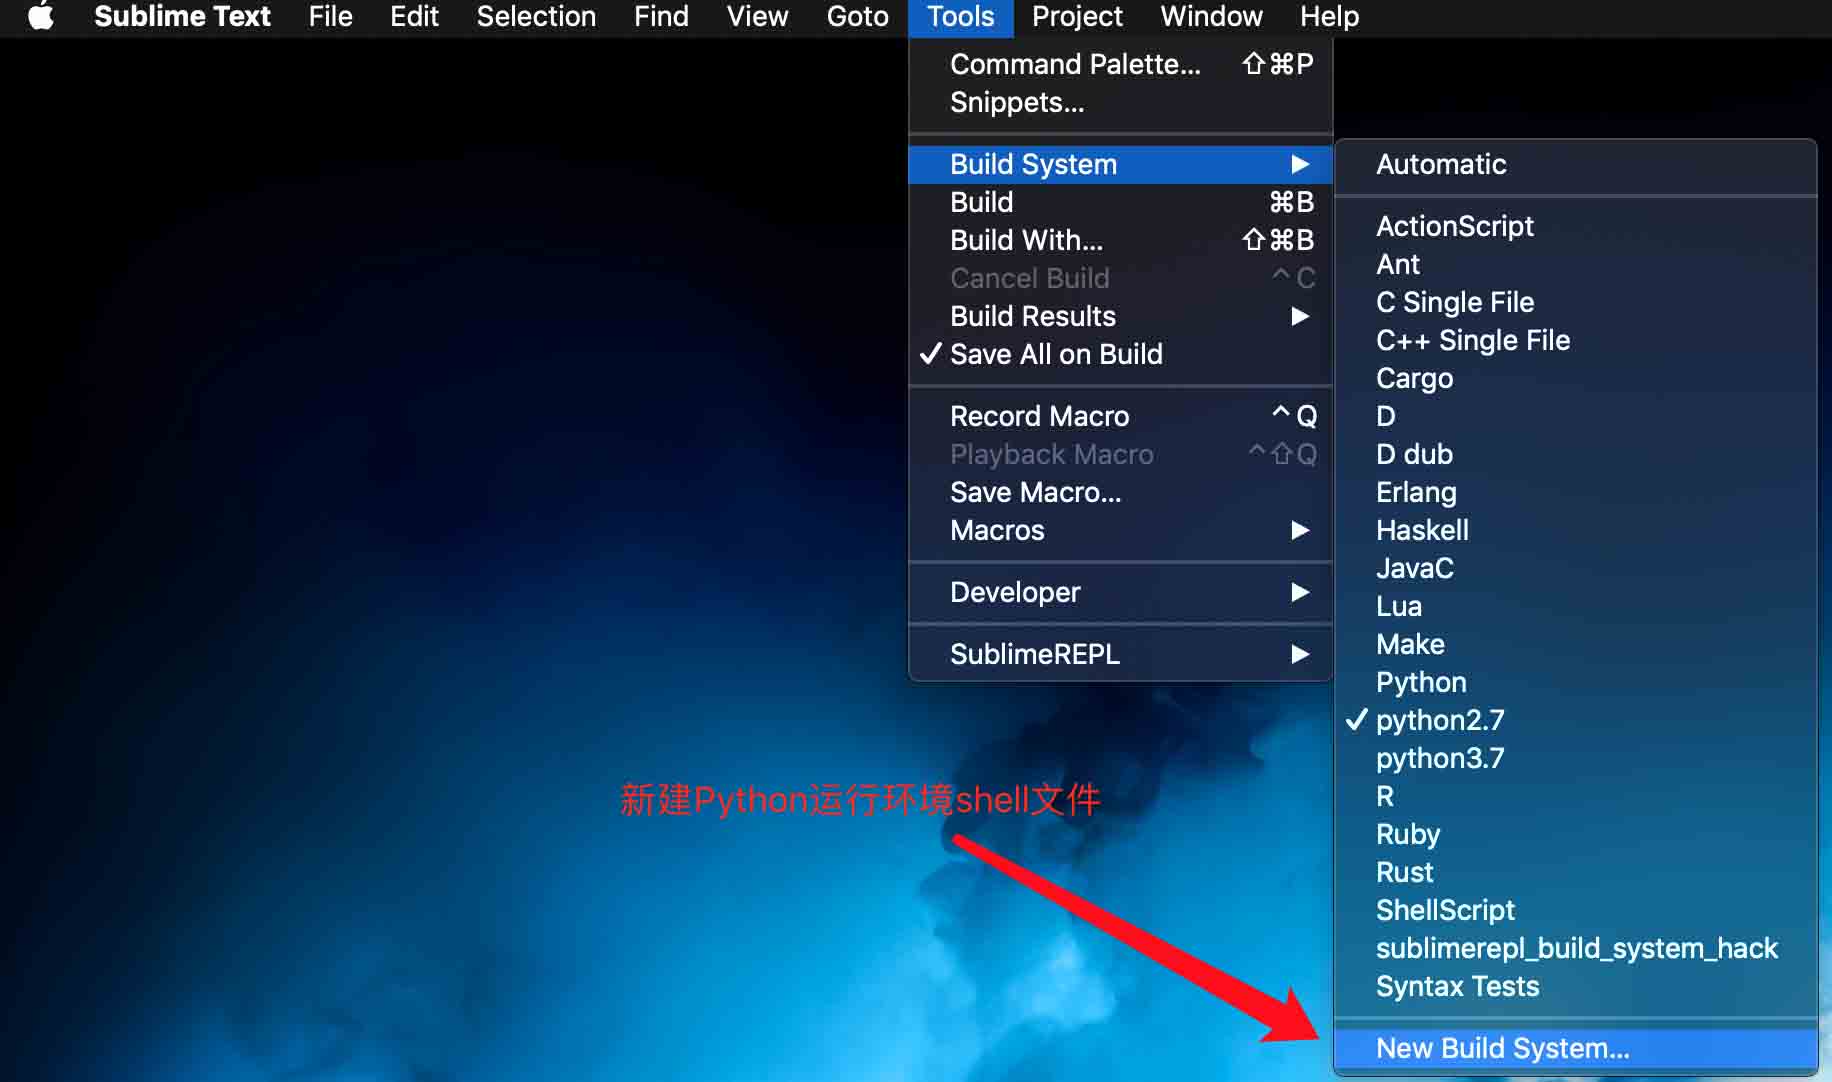 Sublime Text File Edit Selection Find View Goto Tools Project Window Help
Command Palette... ⇧⌘P
Snippets...
Build System ▶
Build ⌘B
Build With... ⇧⌘B
Cancel Build ^C
Build Results ▶
✓ Save All on Build
Record Macro ^Q
Playback Macro ^⇧Q
Save Macro...
Macros ▶
Developer ▶
SublimeREPL ▶
Automatic
ActionScript
Ant
C Single File
C++ Single File
Cargo
D
D dub
Erlang
Haskell
JavaC
Lua
Make
Python
✓ python2.7
python3.7
R
Ruby
Rust
ShellScript
sublimerepl_build_system_hack
Syntax Tests
New Build System...
新建Python运行环境shell文件